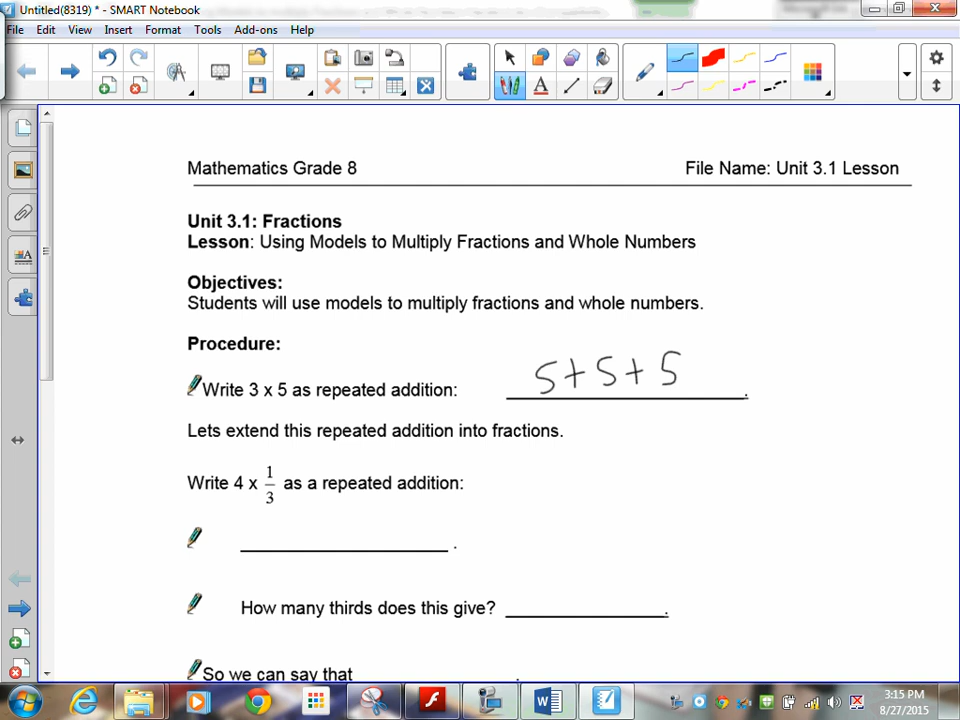 Untitled(8319) * - SMART Notebook
File Edit View Insert Format Tools Add-ons Help
Mathematics Grade 8 File Name: Unit 3.1 Lesson
Unit 3.1: Fractions
Lesson: Using Models to Multiply Fractions and Whole Numbers
Objectives:
Students will use models to multiply fractions and whole numbers.
Procedure:
Write 3 x 5 as repeated addition: 5+5+5.
Lets extend this repeated addition into fractions.
Write 4 x 1/3 as a repeated addition:
.
How many thirds does this give? .
So we can say that .
3:15 PM
8/27/2015